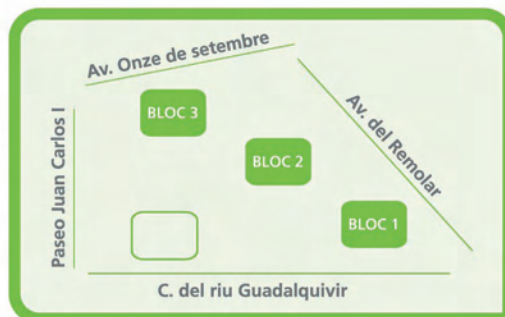 Av. Onze de setembre
Paseo Juan Carlos I
BLOC 3
Av. del Remolar
BLOC 2
BLOC 1
C. del riu Guadalquivir